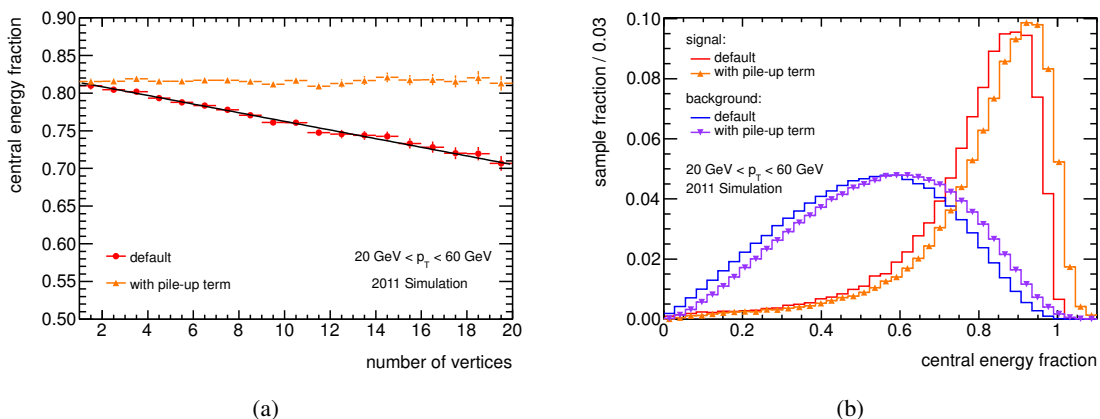 central energy fraction
0.90
0.85
0.80
0.75
0.70
0.65
0.60
0.55
0.50
default
with pile-up term
20 GeV < p_T < 60 GeV
2011 Simulation
2 4 6 8 10 12 14 16 18 20
number of vertices
(a)
sample fraction / 0.03
0.10
0.08
0.06
0.04
0.02
0.00
signal:
default
with pile-up term
background:
default
with pile-up term
20 GeV < p_T < 60 GeV
2011 Simulation
0 0.2 0.4 0.6 0.8 1
central energy fraction
(b)